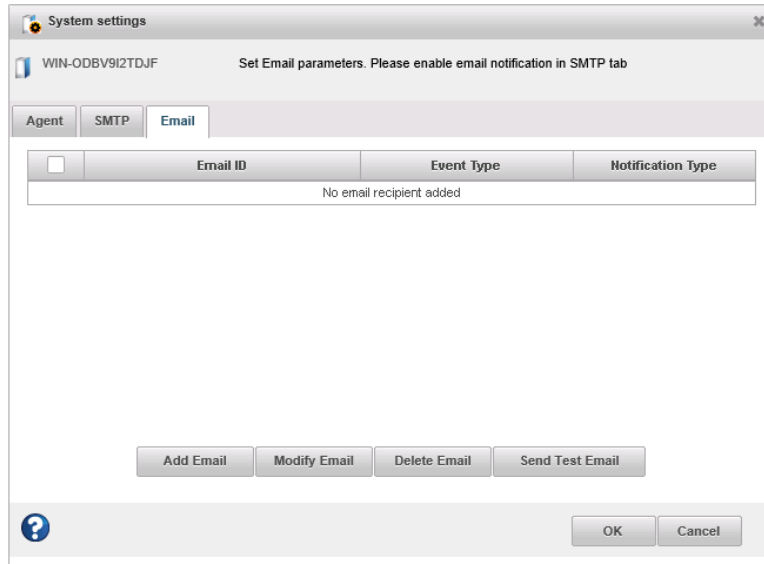 System settings
WIN-ODBV9I2TDJF Set Email parameters. Please enable email notification in SMTP tab
Agent SMTP Email
Email ID Event Type Notification Type
No email recipient added
Add Email Modify Email Delete Email Send Test Email
? OK Cancel